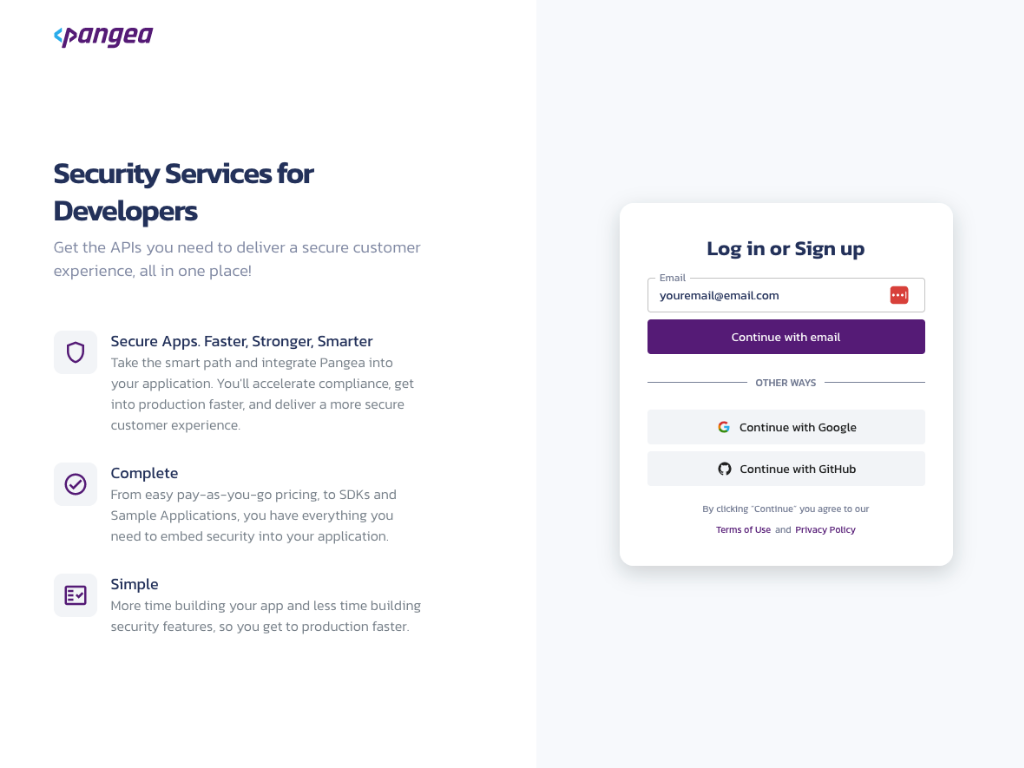 pangea
Security Services for
Developers
Get the APIs you need to deliver a secure customer
experience, all in one place!
Secure Apps. Faster, Stronger, Smarter
Take the smart path and integrate Pangea into
your application. You'll accelerate compliance, get
into production faster, and deliver a more secure
customer experience.
Complete
From easy pay-as-you-go pricing, to SDKs and
Sample Applications, you have everything you
need to embed security into your application.
Simple
More time building your app and less time building
security features, so you get to production faster.
Log in or Sign up
Email
youremail@email.com
Continue with email
OTHER WAYS
Continue with Google
Continue with GitHub
By clicking "Continue" you agree to our
Terms of Use and Privacy Policy